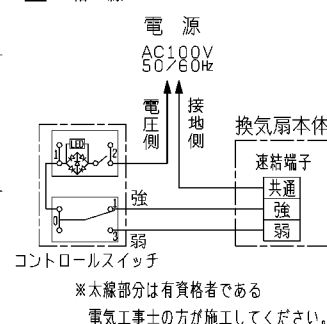 電 源
AC100V
50/60Hz
電圧側
接地側
換気扇本体
速結端子
共通
強
弱
LED
1
2
強
0
1
3
弱
コントロールスイッチ
※太線部分は有資格者である
電気工事士の方が施工してください。